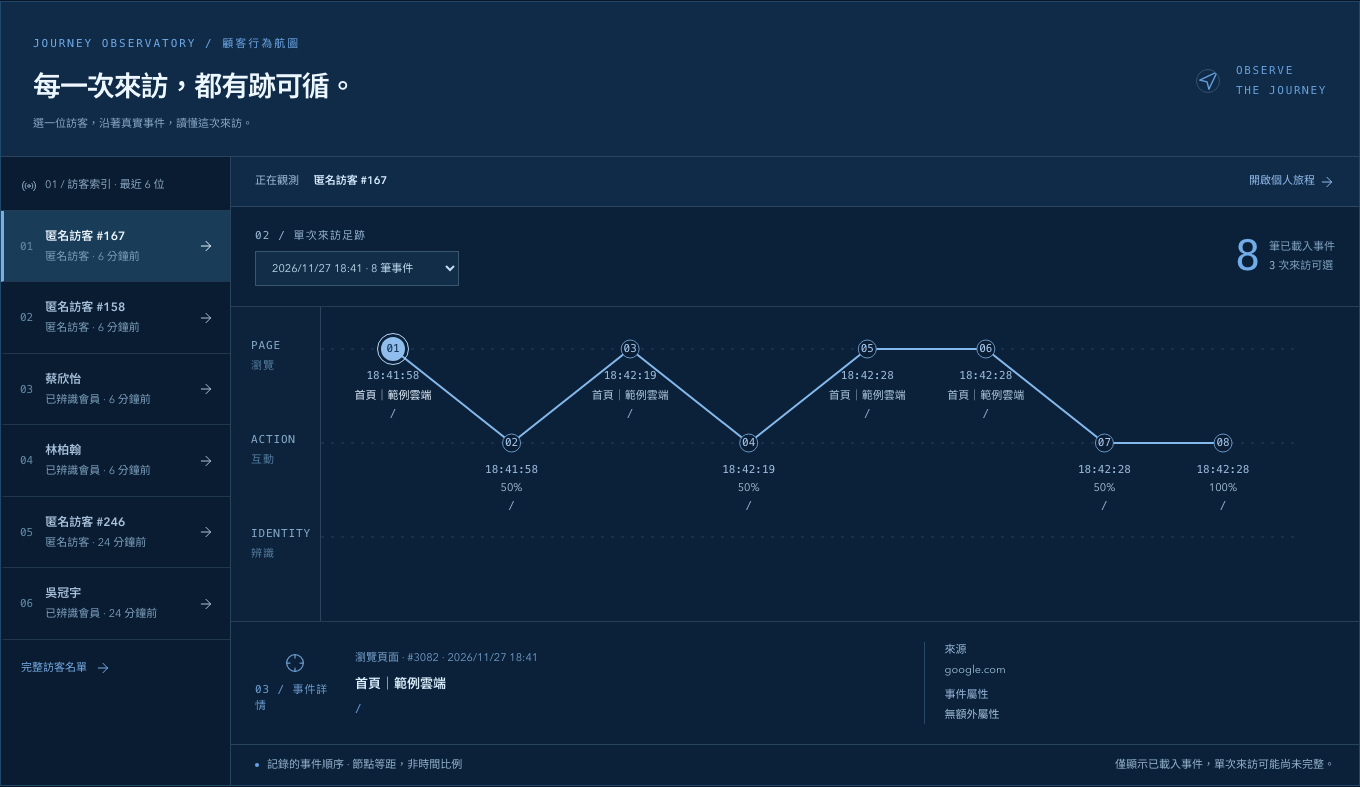 JOURNEY OBSERVATORY / 顧客行為航圖
每一次來訪，都有跡可循。
選一位訪客，沿著真實事件，讀懂這次來訪。
OBSERVE
THE JOURNEY
01 / 訪客索引 · 最近 6 位
01
匿名訪客 #167
匿名訪客 · 6 分鐘前
02
匿名訪客 #158
匿名訪客 · 6 分鐘前
03
蔡欣怡
已辨識會員 · 6 分鐘前
04
林柏翰
已辨識會員 · 6 分鐘前
05
匿名訪客 #246
匿名訪客 · 24 分鐘前
06
吳冠宇
已辨識會員 · 24 分鐘前
完整訪客名單
正在觀測 匿名訪客 #167
開啟個人旅程
02 / 單次來訪足跡
2026/11/27 18:41 · 8 筆事件
8
筆已載入事件
3 次來訪可選
PAGE
瀏覽
01
18:41:58
首頁｜範例雲端
/
03
18:42:19
首頁｜範例雲端
/
05
18:42:28
首頁｜範例雲端
/
06
18:42:28
首頁｜範例雲端
/
ACTION
互動
02
18:41:58
50%
/
04
18:42:19
50%
/
07
18:42:28
50%
/
08
18:42:28
100%
/
IDENTITY
辨識
03 / 事件詳
情
瀏覽頁面 · #3082 · 2026/11/27 18:41
首頁｜範例雲端
/
來源
google.com
事件屬性
無額外屬性
記錄的事件順序 · 節點等距，非時間比例
僅顯示已載入事件，單次來訪可能尚未完整。